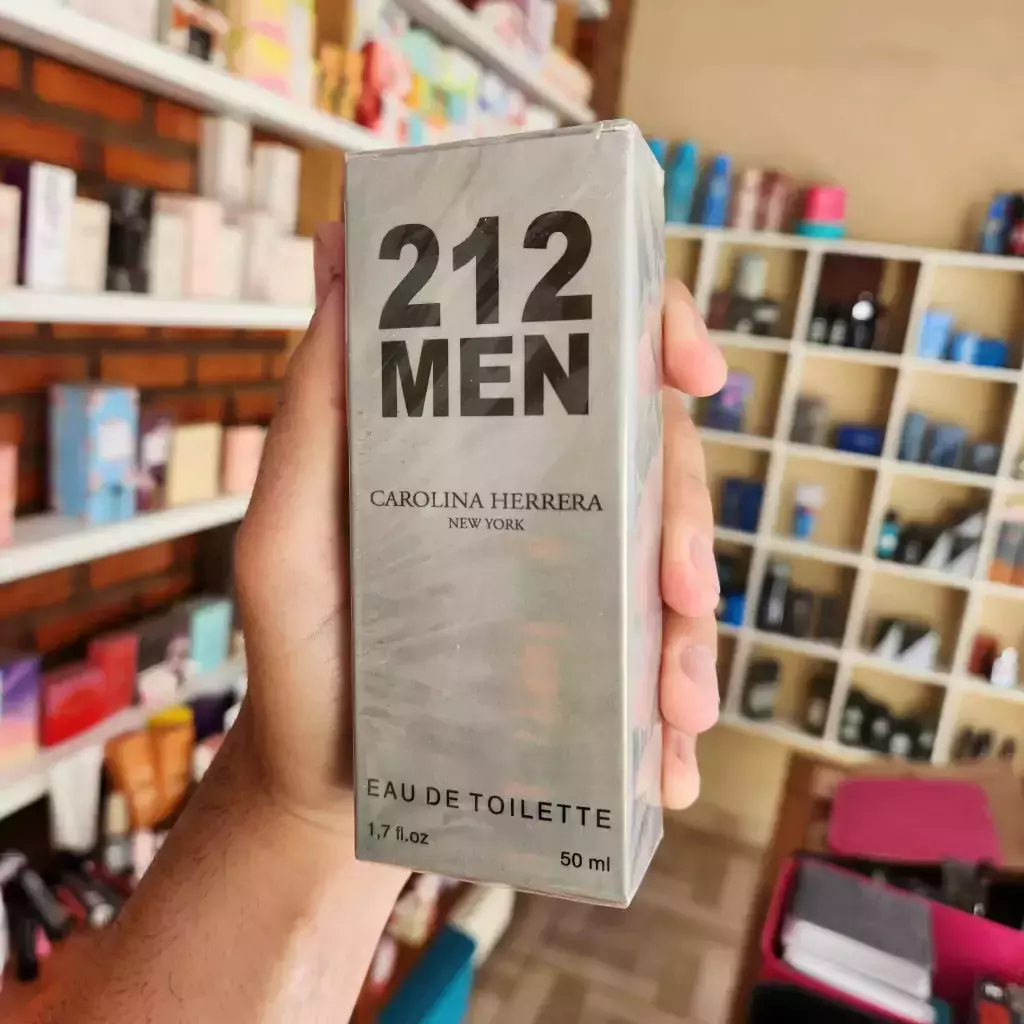 212
MEN
CAROLINA HERRERA
NEW YORK
EAU DE TOILETTE
1,7 fl.oz
50 ml